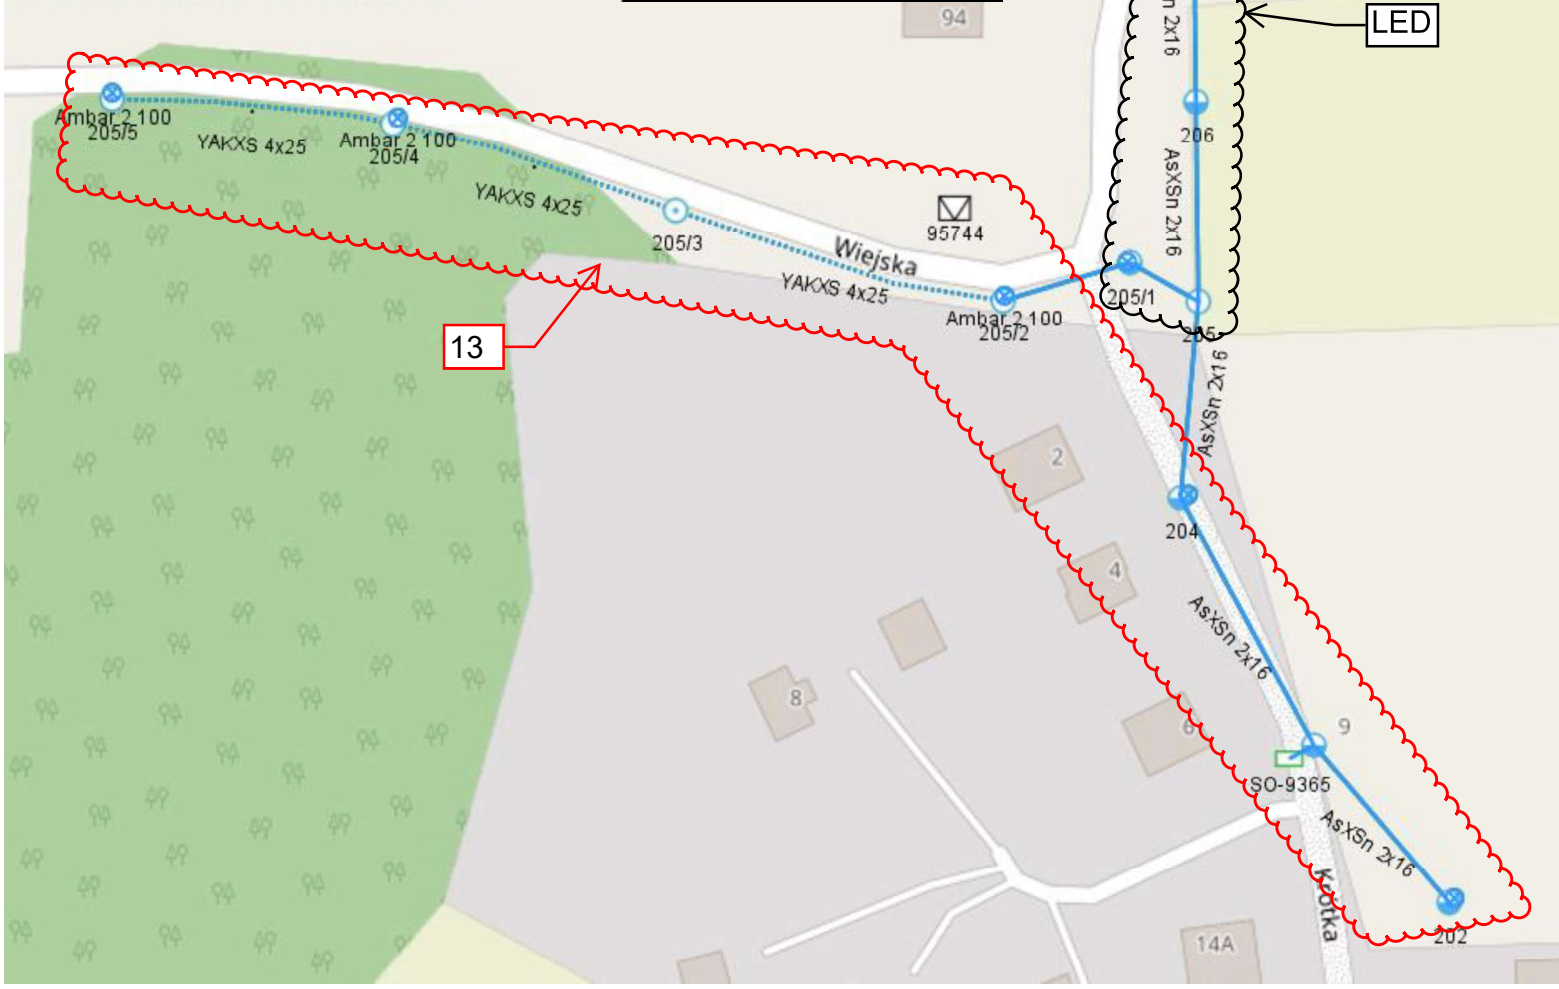 94
n 2x16
LED
Ambar 2 100
205/5
YAKXS 4x25
Ambar 2 100
205/4
206
AsXSn 2x16
YAKXS 4x25
205/3
95744
Wiejska
YAKXS 4x25
205/1
Ambar 2 100
205/2
205
13
AsXSn 2x16
2
204
4
AsXSn 2x16
8
6
9
SO-9365
AsXSn 2x16
Krótka
202
14A